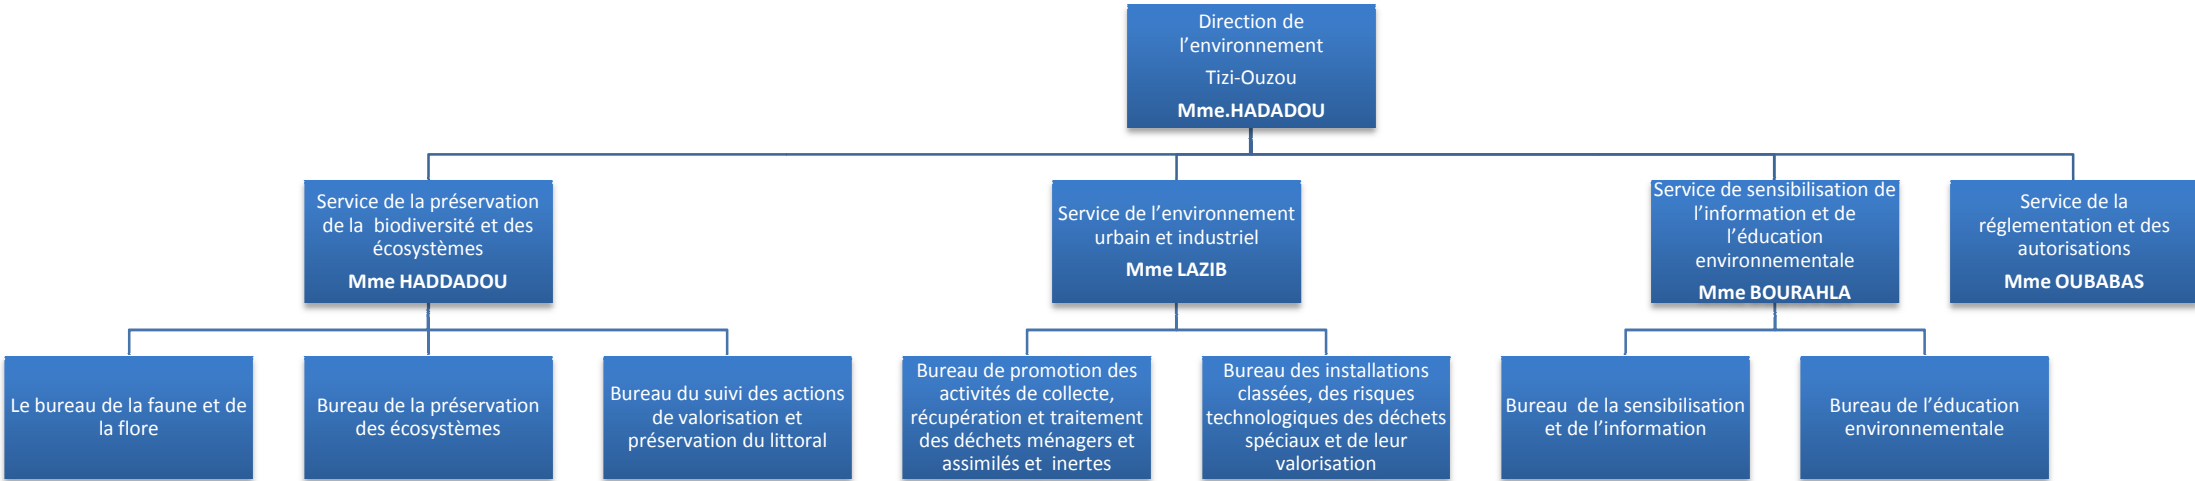 Direction de
l’environnement
Tizi-Ouzou
Mme.HADADOU
Service de la préservation
de la  biodiversité et des
écosystèmes
Mme HADDADOU
Service de l’environnement
urbain et industriel
Mme LAZIB
Service de sensibilisation de
l’information et de
l’éducation
environnementale
Mme BOURAHLA
Service de la
réglementation et des
autorisations
Mme OUBABAS
Le bureau de la faune et de
la flore
Bureau de la préservation
des écosystèmes
Bureau du suivi des actions
de valorisation et
préservation du littoral
Bureau de promotion des
activités de collecte,
récupération et traitement
des déchets ménagers et
assimilés et  inertes
Bureau des installations
classées, des risques
technologiques des déchets
spéciaux et de leur
valorisation
Bureau  de la sensibilisation
et de l’information
Bureau de l’éducation
environnementale